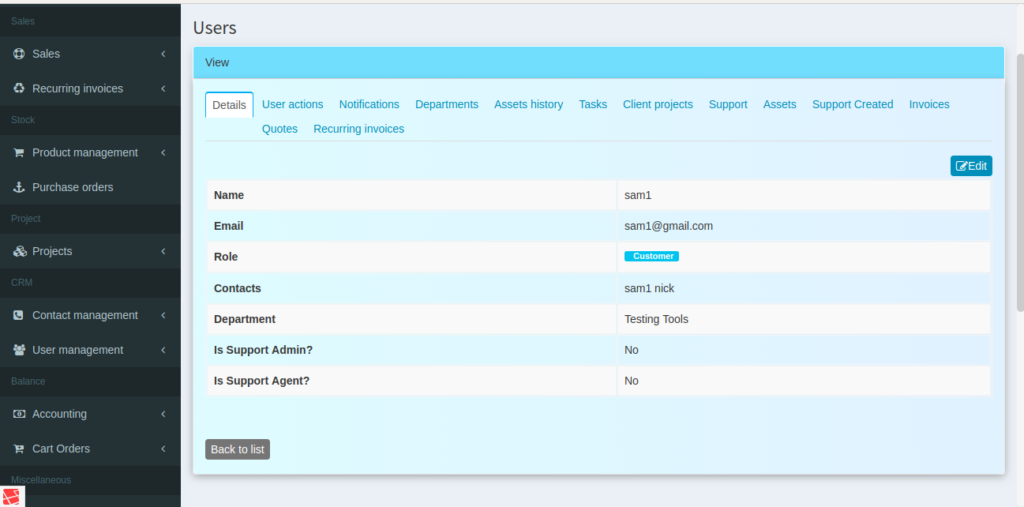 Sales
Sales
Recurring invoices
Stock
Product management
Purchase orders
Project
Projects
CRM
Contact management
User management
Balance
Accounting
Cart Orders
Miscellaneous
Users
View
Details User actions Notifications Departments Assets history Tasks Client projects Support Assets Support Created Invoices
Quotes Recurring invoices
Edit
Name sam1
Email sam1@gmail.com
Role Customer
Contacts sam1 nick
Department Testing Tools
Is Support Admin? No
Is Support Agent? No
Back to list